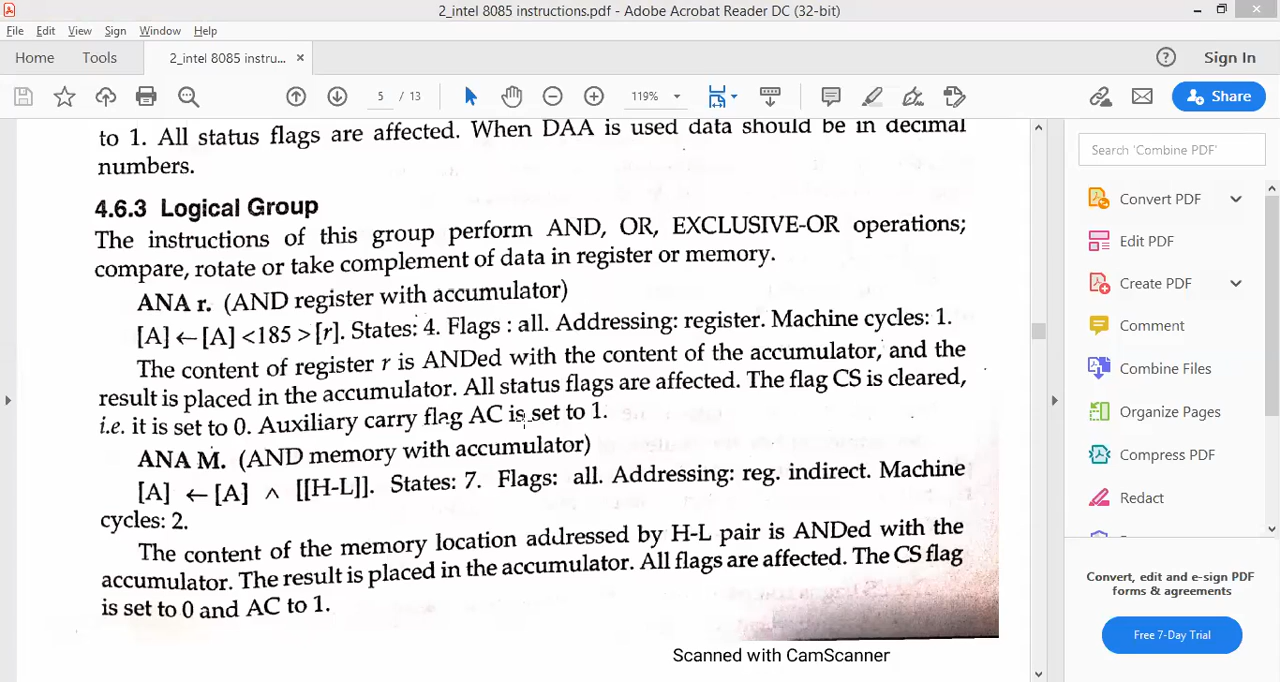 2_intel 8085 instructions.pdf - Adobe Acrobat Reader DC (32-bit)
File Edit View Sign Window Help
Home Tools 2_intel 8085 instru... × Sign In
5 / 13 119% Share
to 1. All status flags are affected. When DAA is used data should be in decimal
numbers.
4.6.3 Logical Group
The instructions of this group perform AND, OR, EXCLUSIVE-OR operations;
compare, rotate or take complement of data in register or memory.
ANA r. (AND register with accumulator)
[A] ← [A] <185 > [r]. States: 4. Flags : all. Addressing: register. Machine cycles: 1.
The content of register r is ANDed with the content of the accumulator, and the
result is placed in the accumulator. All status flags are affected. The flag CS is cleared,
i.e. it is set to 0. Auxiliary carry flag AC is set to 1.
ANA M. (AND memory with accumulator)
[A] ← [A] ∧ [[H-L]]. States: 7. Flags: all. Addressing: reg. indirect. Machine
cycles: 2.
The content of the memory location addressed by H-L pair is ANDed with the
accumulator. The result is placed in the accumulator. All flags are affected. The CS flag
is set to 0 and AC to 1.
Scanned with CamScanner
Search 'Combine PDF'
Convert PDF
Edit PDF
Create PDF
Comment
Combine Files
Organize Pages
Compress PDF
Redact
Convert, edit and e-sign PDF
forms & agreements
Free 7-Day Trial